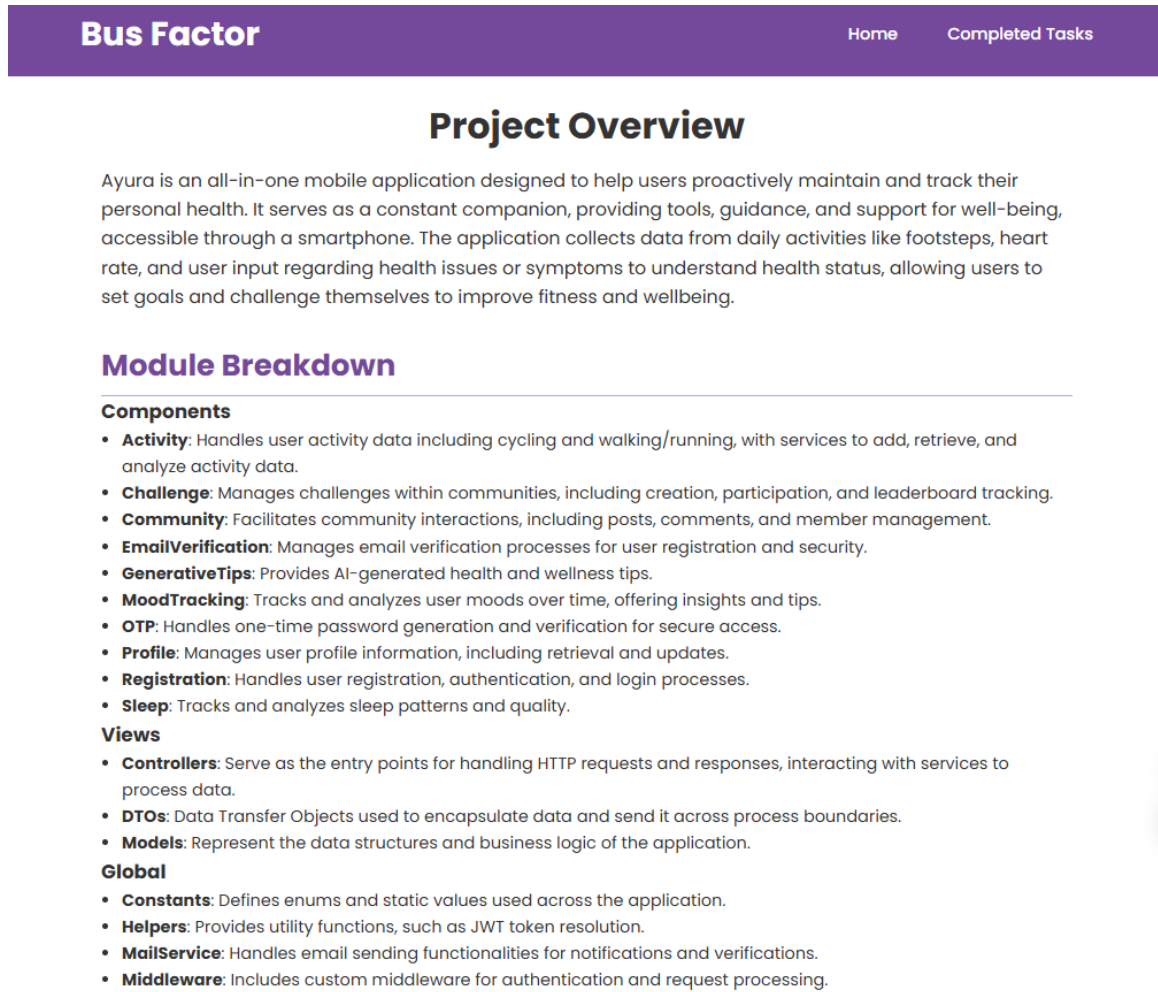 Bus Factor
Home
Completed Tasks
Project Overview
Ayura is an all-in-one mobile application designed to help users proactively maintain and track their
personal health. It serves as a constant companion, providing tools, guidance, and support for well-being,
accessible through a smartphone. The application collects data from daily activities like footsteps, heart
rate, and user input regarding health issues or symptoms to understand health status, allowing users to
set goals and challenge themselves to improve fitness and wellbeing.
Module Breakdown
Components
• Activity: Handles user activity data including cycling and walking/running, with services to add, retrieve, and
analyze activity data.
• Challenge: Manages challenges within communities, including creation, participation, and leaderboard tracking.
• Community: Facilitates community interactions, including posts, comments, and member management.
• EmailVerification: Manages email verification processes for user registration and security.
• GenerativeTips: Provides AI-generated health and wellness tips.
• MoodTracking: Tracks and analyzes user moods over time, offering insights and tips.
• OTP: Handles one-time password generation and verification for secure access.
• Profile: Manages user profile information, including retrieval and updates.
• Registration: Handles user registration, authentication, and login processes.
• Sleep: Tracks and analyzes sleep patterns and quality.
Views
• Controllers: Serve as the entry points for handling HTTP requests and responses, interacting with services to
process data.
• DTOs: Data Transfer Objects used to encapsulate data and send it across process boundaries.
• Models: Represent the data structures and business logic of the application.
Global
• Constants: Defines enums and static values used across the application.
• Helpers: Provides utility functions, such as JWT token resolution.
• MailService: Handles email sending functionalities for notifications and verifications.
• Middleware: Includes custom middleware for authentication and request processing.